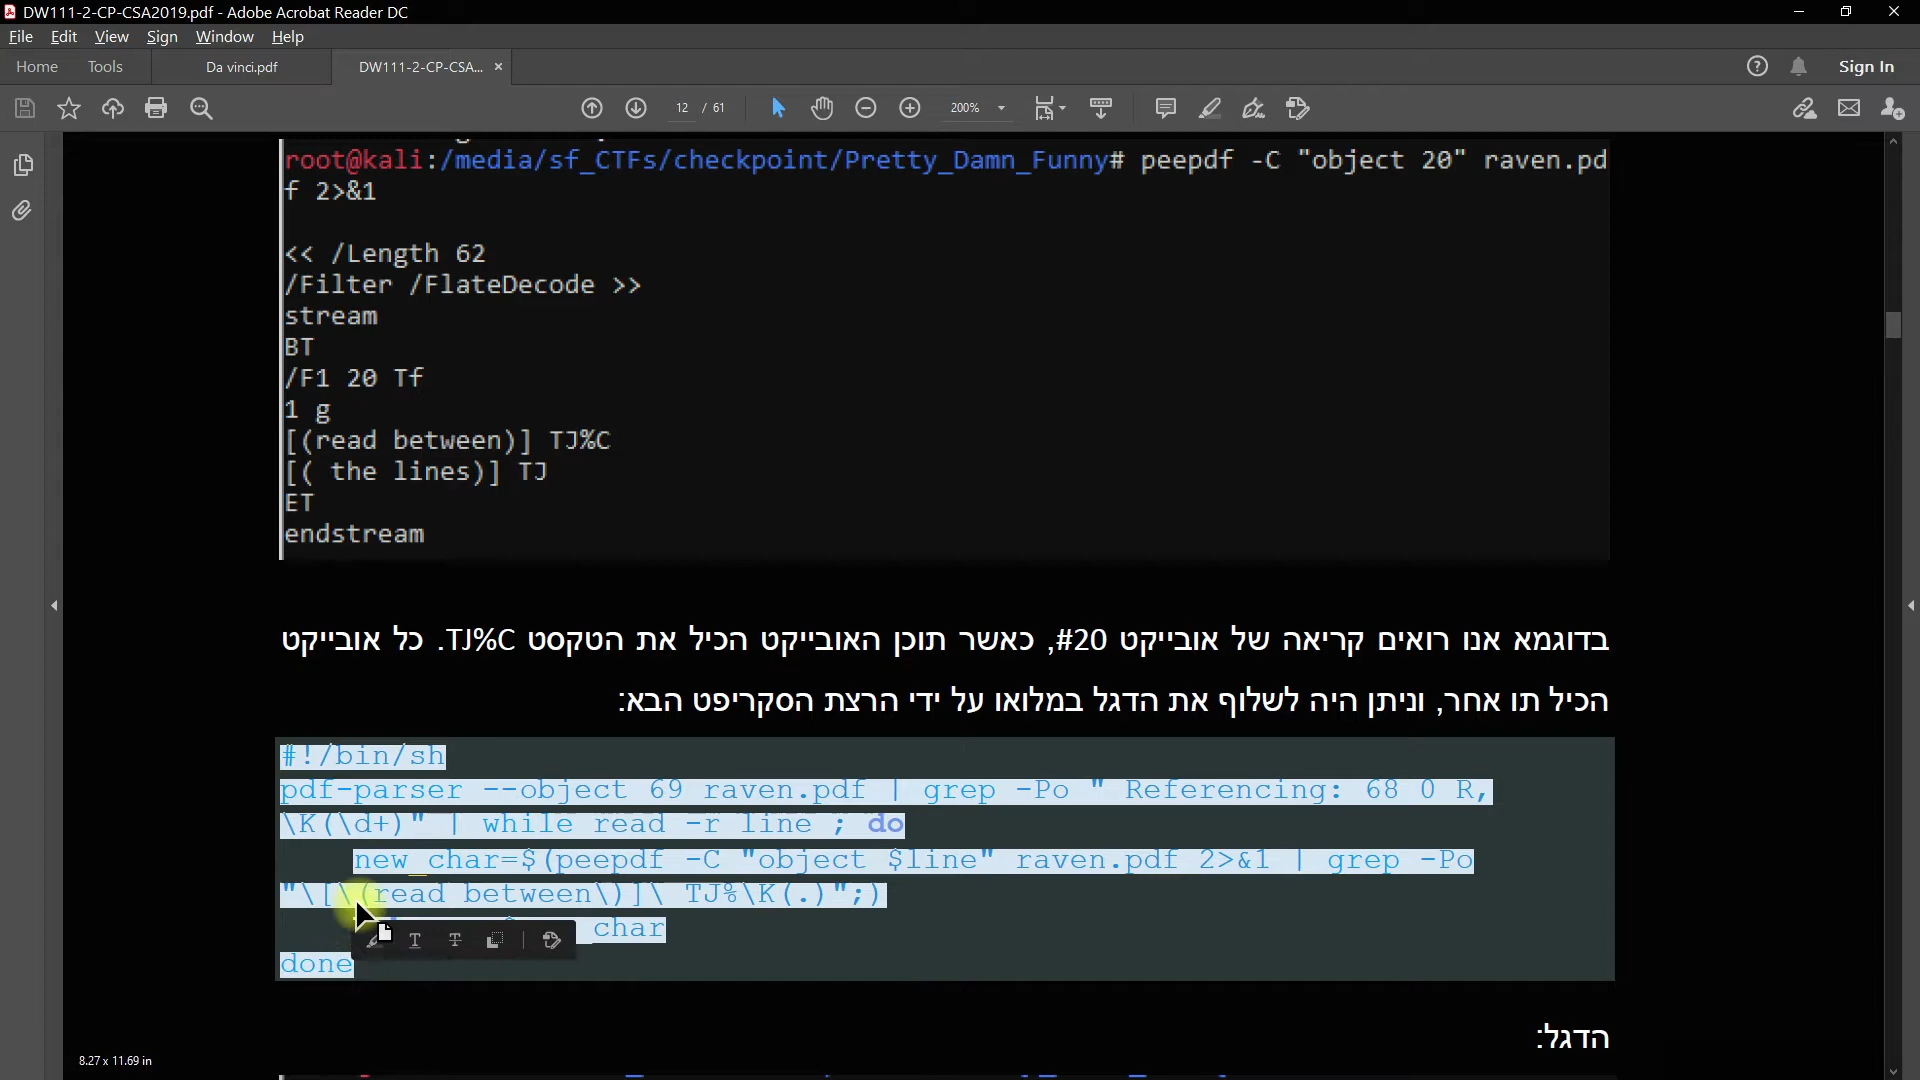 DW111-2-CP-CSA2019.pdf - Adobe Acrobat Reader DC
File Edit View Sign Window Help
Home Tools Da vinci.pdf DW111-2-CP-CSA... × Sign In
12 / 61 200%
root@kali:/media/sf_CTFs/checkpoint/Pretty_Damn_Funny# peepdf -C "object 20" raven.pd
f 2>&1
<< /Length 62
/Filter /FlateDecode >>
stream
BT
/F1 20 Tf
1 g
[(read between)] TJ%C
[( the lines)] TJ
ET
endstream
בדוגמא אנו רואים קריאה של אובייקט 20#, כאשר תוכן האובייקט הכיל את הטקסט TJ%C. כל אובייקט
הכיל תו אחר, וניתן היה לשלוף את הדגל במלואו על ידי הרצת הסקריפט הבא:
#!/bin/sh
pdf-parser --object 69 raven.pdf | grep -Po " Referencing: 68 0 R,
\K(\d+)" | while read -r line ; do
new_char=$(peepdf -C "object $line" raven.pdf 2>&1 | grep -Po
"\[\(read between\)]\ TJ%\K(.)";)
_char
done
הדגל:
8.27 x 11.69 in